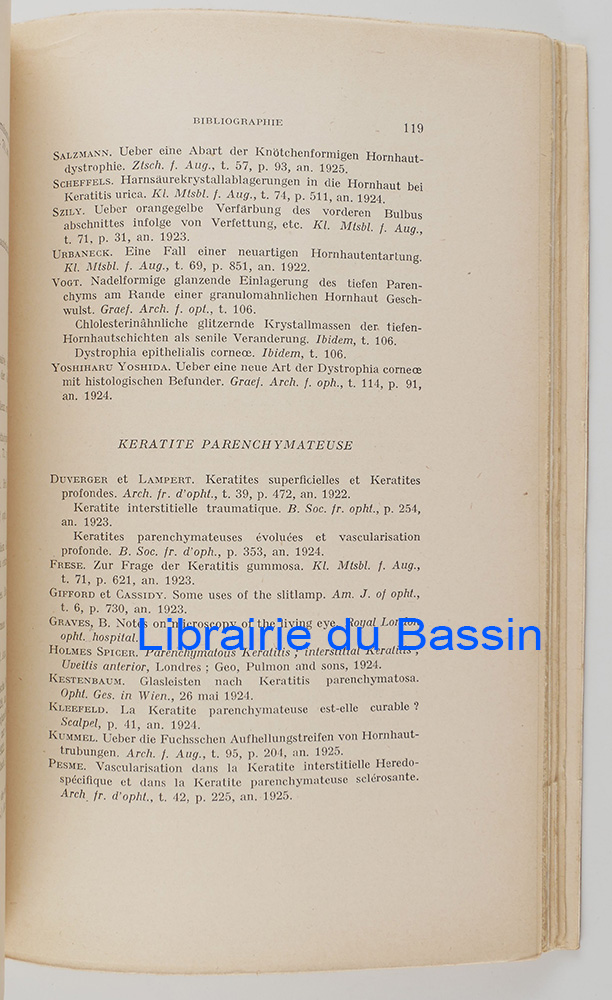 BIBLIOGRAPHIE 119
SALZMANN. Ueber eine Abart der Knötchenformigen Hornhaut-
dystrophie. Ztsch. f. Aug., t. 57, p. 93, an. 1925.
SCHEFFELS. Harnsäurekrystallablagerungen in die Hornhaut bei
Keratitis urica. Kl. Mtsbl. f. Aug., t. 74, p. 511, an. 1924.
SZILY. Ueber orangegelbe Verfärbung des vorderen Bulbus
abschnittes infolge von Verfettung, etc. Kl. Mtsbl. f. Aug.,
t. 71, p. 31, an. 1923.
URBANECK. Eine Fall einer neuartigen Hornhautentartung.
Kl. Mtsbl. f. Aug., t. 69, p. 851, an. 1922.
VOGT. Nadelformige glanzende Einlagerung des tiefen Paren-
chyms am Rande einer granulomahnlichen Hornhaut Gesch-
wulst. Graef. Arch. f. opt., t. 106.
Chlolesterinâhnliche glitzernde Krystallmassen der tiefen-
Hornhautschichten als senile Veranderung. Ibidem, t. 106.
Dystrophia epithelialis corneœ. Ibidem, t. 106.
YOSHIHARU YOSHIDA. Ueber eine neue Art der Dystrophia corneœ
mit histologischen Befunder. Graef. Arch. f. oph., t. 114, p. 91,
an. 1924.
KERATITE PARENCHYMATEUSE
DUVERGER et LAMPERT. Keratites superficielles et Keratites
profondes. Arch. fr. d'opht., t. 39, p. 472, an. 1922.
Keratite interstitielle traumatique. B. Soc. fr. opht., p. 254,
an. 1923.
Keratites parenchymateuses évoluées et vascularisation
profonde. B. Soc. fr. d'oph., p. 353, an. 1924.
FRESE. Zur Frage der Keratitis gummosa. Kl. Mtsbl. f. Aug.,
t. 71, p. 621, an. 1923.
GIFFORD et CASSIDY. Some uses of the slitlamp. Am. J. of opht.,
t. 6, p. 730, an. 1923.
GRAVES, B. Notes on microscopy of the living eye. Royal London
opht. hospital.
Librairie du Bassin
HOLMES SPICER. Parenchymatous Keratitis ; interstitial Keratitis ;
Uveitis anterior, Londres ; Geo, Pulmon and sons, 1924.
KESTENBAUM. Glasleisten nach Keratitis parenchymatosa.
Opht. Ges. in Wien., 26 mai 1924.
KLEEFELD. La Keratite parenchymateuse est-elle curable ?
Scalpel, p. 41, an. 1924.
KUMMEL. Ueber die Fuchsschen Aufhellungstreifen von Hornhaut-
trubungen. Arch. f. Aug., t. 95, p. 204, an. 1925.
PESME. Vascularisation dans la Keratite interstitielle Heredo-
spécifique et dans la Keratite parenchymateuse sclérosante.
Arch. fr. d'opht., t. 42, p. 225, an. 1925.